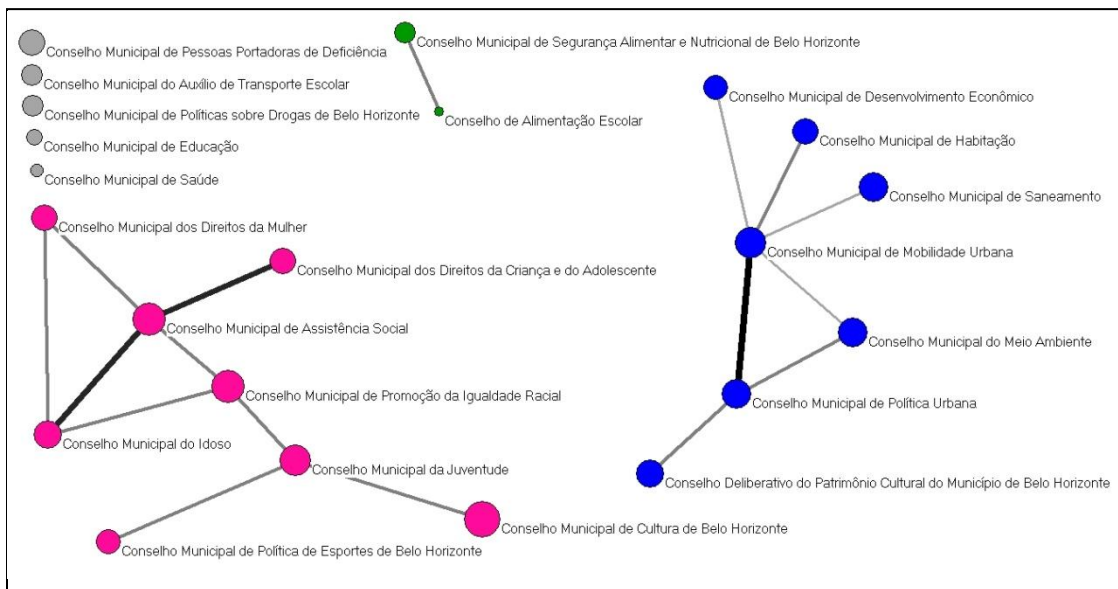 Conselho Municipal de Pessoas Portadoras de Deficiência
Conselho Municipal do Auxílio de Transporte Escolar
Conselho Municipal de Políticas sobre Drogas de Belo Horizonte
Conselho Municipal de Educação
Conselho Municipal de Saúde
Conselho Municipal de Segurança Alimentar e Nutricional de Belo Horizonte
Conselho de Alimentação Escolar
Conselho Municipal de Desenvolvimento Econômico
Conselho Municipal de Habitação
Conselho Municipal de Saneamento
Conselho Municipal de Mobilidade Urbana
Conselho Municipal do Meio Ambiente
Conselho Municipal de Política Urbana
Conselho Deliberativo do Patrimônio Cultural do Município de Belo Horizonte
Conselho Municipal dos Direitos da Mulher
Conselho Municipal dos Direitos da Criança e do Adolescente
Conselho Municipal de Assistência Social
Conselho Municipal de Promoção da Igualdade Racial
Conselho Municipal do Idoso
Conselho Municipal da Juventude
Conselho Municipal de Cultura de Belo Horizonte
Conselho Municipal de Política de Esportes de Belo Horizonte